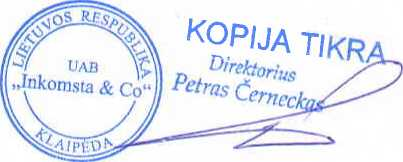 LIETUVOS RESPUBLIKA
UAB
„Inkomsta & Co“
KLAIPĖDA
KOPIJA TIKRA
Direktorius
Petras Černeckas